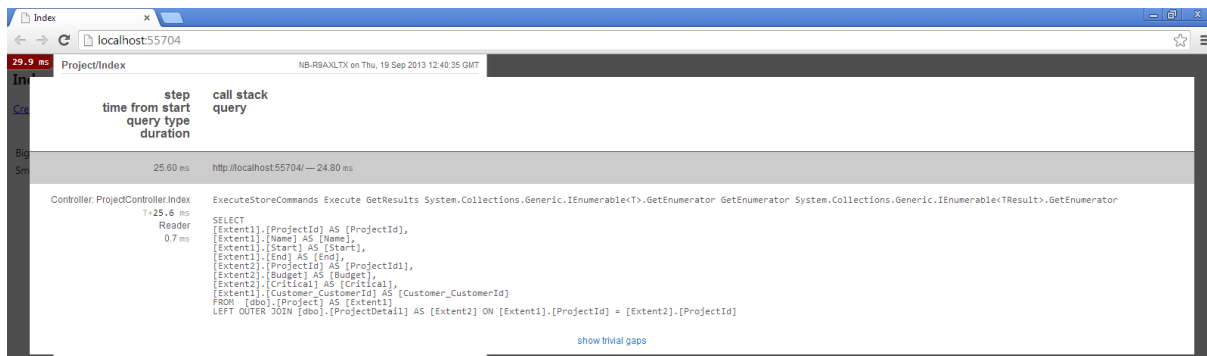 Index
localhost:55704
29.9 ms
Project/Index
NB-R9AXLTX on Thu, 19 Sep 2013 12:40:35 GMT
In
Cre
Big
Sm
step
time from start
query type
duration
call stack
query
25.60 ms
http://localhost:55704/ — 24.80 ms
Controller: ProjectController.Index
T+25.6 ms
Reader
0.7 ms
ExecuteStoreCommands Execute GetResults System.Collections.Generic.IEnumerable<T>.GetEnumerator GetEnumerator System.Collections.Generic.IEnumerable<TResult>.GetEnumerator
SELECT
[Extent1].[ProjectId] AS [ProjectId],
[Extent1].[Name] AS [Name],
[Extent1].[Start] AS [Start],
[Extent1].[End] AS [End],
[Extent2].[ProjectId] AS [ProjectId1],
[Extent2].[Budget] AS [Budget],
[Extent2].[Critical] AS [Critical],
[Extent1].[Customer_CustomerId] AS [Customer_CustomerId]
FROM [dbo].[Project] AS [Extent1]
LEFT OUTER JOIN [dbo].[ProjectDetail] AS [Extent2] ON [Extent1].[ProjectId] = [Extent2].[ProjectId]
show trivial gaps